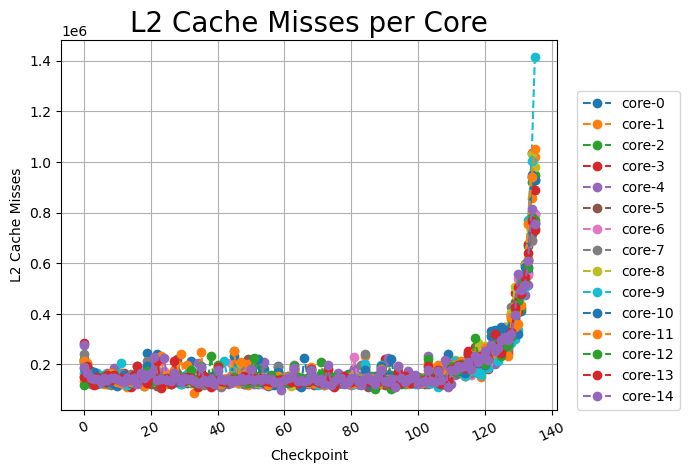 L2 Cache Misses per Core
1e6
1.4
1.2
1.0
0.8
0.6
0.4
0.2
L2 Cache Misses
0
20
40
60
80
100
120
140
Checkpoint
core-0
core-1
core-2
core-3
core-4
core-5
core-6
core-7
core-8
core-9
core-10
core-11
core-12
core-13
core-14